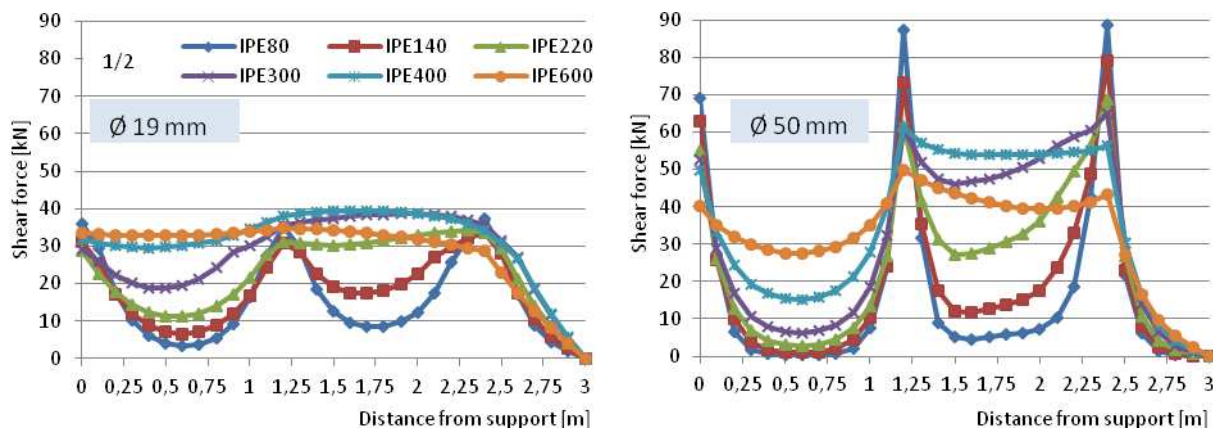 90
80
70
60
50
40
30
20
10
0
Shear force [kN]
1/2
IPE80
IPE140
IPE220
IPE300
IPE400
IPE600
Ø 19 mm
0 0,25 0,5 0,75 1 1,25 1,5 1,75 2 2,25 2,5 2,75 3
Distance from support [m]
90
80
70
60
50
40
30
20
10
0
Shear force [kN]
Ø 50 mm
0 0,25 0,5 0,75 1 1,25 1,5 1,75 2 2,25 2,5 2,75 3
Distance from support [m]